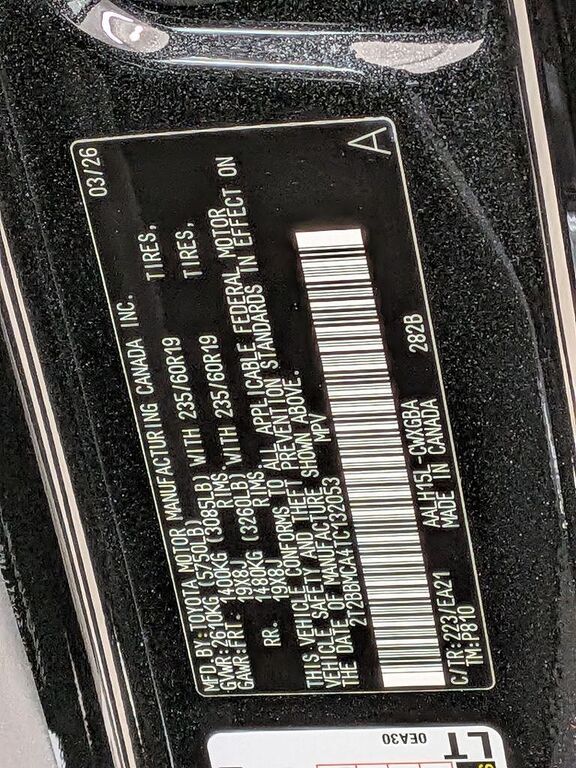 03/26
MFD. BY:TOYOTA MOTOR MANUFACTURING CANADA INC.
GVWR:2610KG(5750LB)
GAWR:FRT. 1400KG (3085LB) WITH 235/60R19 TIRES,
19X8J RIMS.
RR. 1480KG (3260LB) WITH 235/60R19 TIRES,
19X8J RIMS.
THIS VEHICLE CONFORMS TO ALL APPLICABLE FEDERAL MOTOR
VEHICLE SAFETY AND THEFT PREVENTION STANDARDS IN EFFECT ON
THE DATE OF MANUFACTURE SHOWN ABOVE.
2T2BBMCA4TC132053 MPV
C/TR:223/EA21 AALH15L-CWXGBA 282B
TM:P810 MADE IN CANADA
A
LT
0EA30